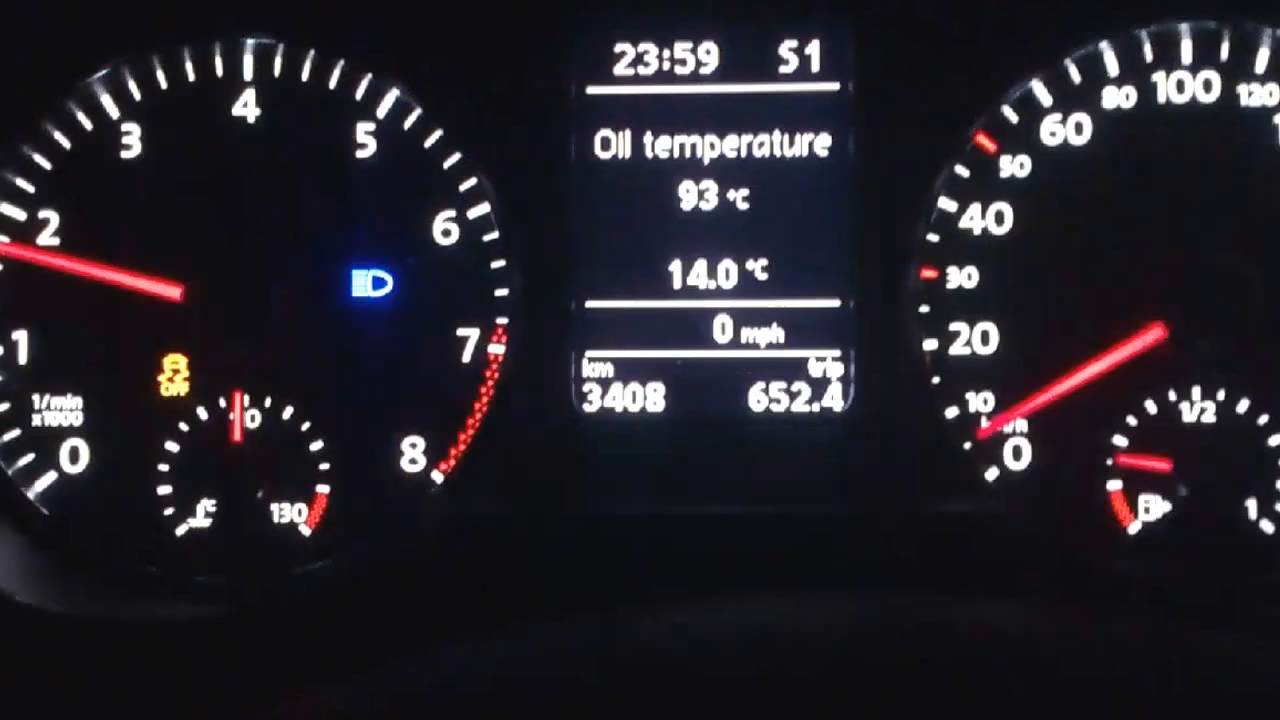 23:59 S1
Oil temperature
93 °C
14.0 °C
0 mph
km trip
3408 652.4
0 1 2 3 4 5 6 7 8
1/min
x1000
OFF
130
°C
0 10 20 30 40 50 60 80 100 120
1/2
1